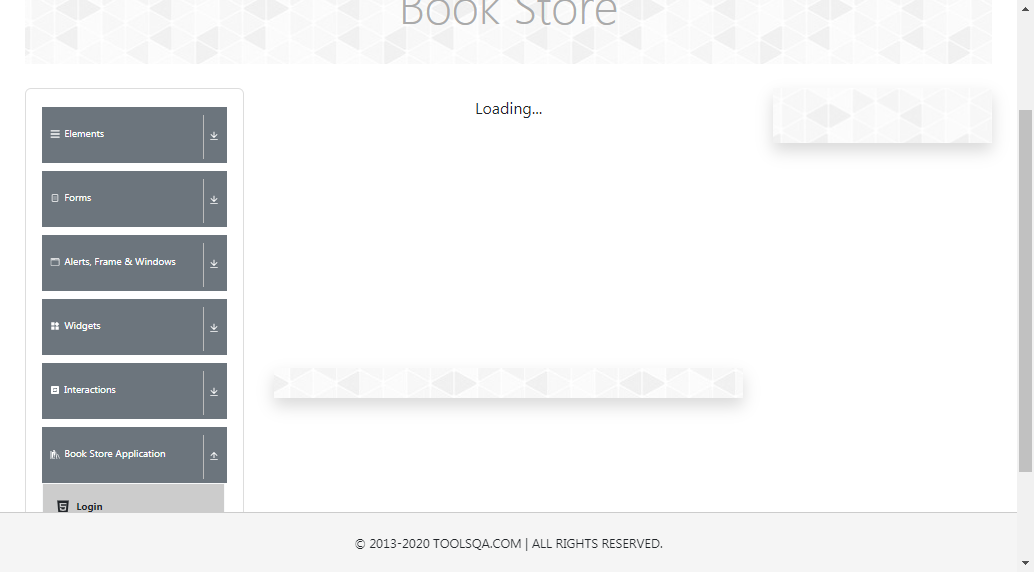 Book Store
Elements
Forms
Alerts, Frame & Windows
Widgets
Interactions
Book Store Application
Login
Loading...
© 2013-2020 TOOLSQA.COM | ALL RIGHTS RESERVED.